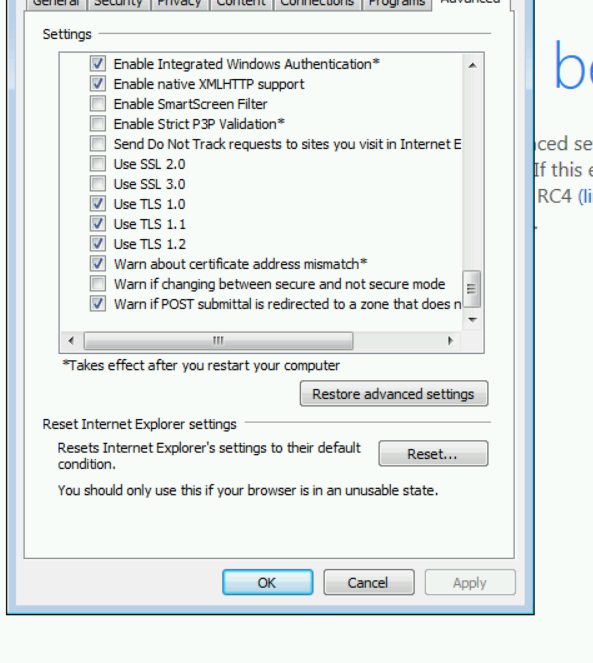 General Security Privacy Content Connections Programs Advanced
Settings
Enable Integrated Windows Authentication*
Enable native XMLHTTP support
Enable SmartScreen Filter
Enable Strict P3P Validation*
Send Do Not Track requests to sites you visit in Internet E
Use SSL 2.0
Use SSL 3.0
Use TLS 1.0
Use TLS 1.1
Use TLS 1.2
Warn about certificate address mismatch*
Warn if changing between secure and not secure mode
Warn if POST submittal is redirected to a zone that does n
*Takes effect after you restart your computer
Restore advanced settings
Reset Internet Explorer settings
Resets Internet Explorer's settings to their default
condition.
Reset...
You should only use this if your browser is in an unusable state.
OK Cancel Apply
If this
RC4